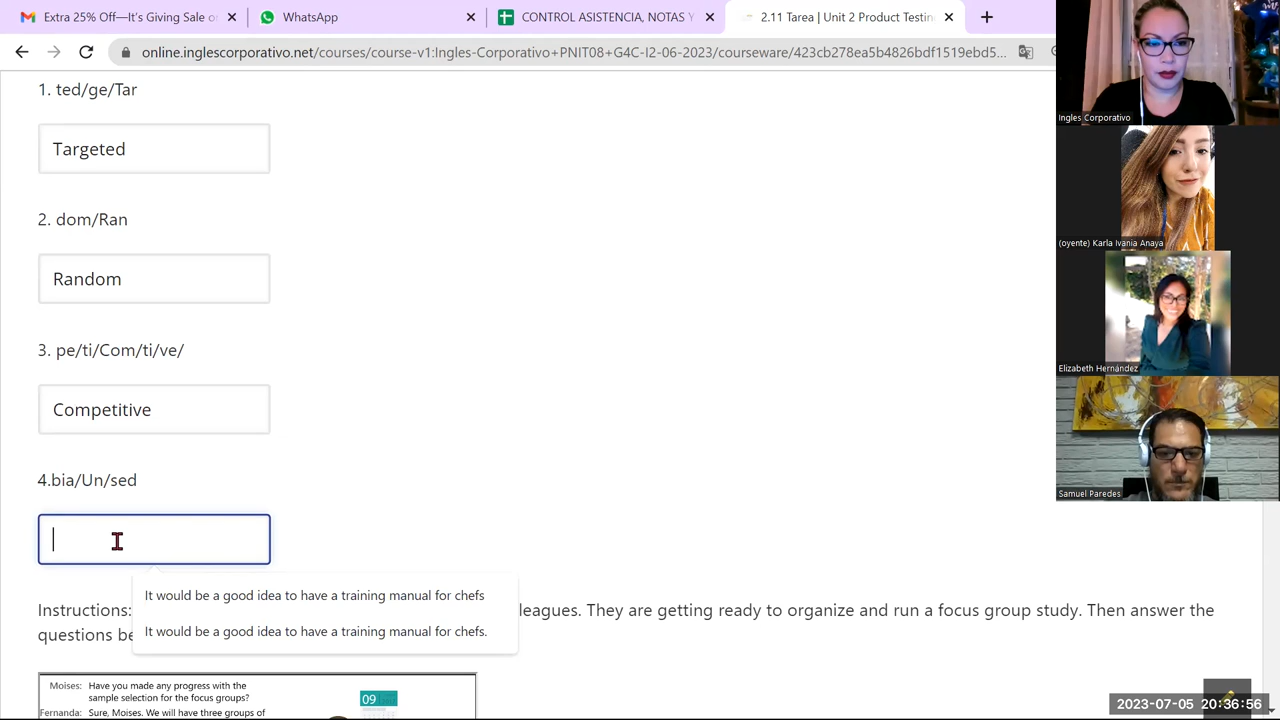 Extra 25% Off—It's Giving Sale o
WhatsApp
CONTROL ASISTENCIA, NOTAS Y
2.11 Tarea | Unit 2 Product Testin
online.inglescorporativo.net/courses/course-v1:Ingles-Corporativo+PNIT08+G4C-I2-06-2023/courseware/423cb278ea5b4826bdf1519ebd5...
1. ted/ge/Tar
Targeted
2. dom/Ran
Random
3. pe/ti/Com/ti/ve/
Competitive
4.bia/Un/sed
It would be a good idea to have a training manual for chefs
It would be a good idea to have a training manual for chefs.
Instructions: leagues. They are getting ready to organize and run a focus group study. Then answer the
questions be
Moises: Have you made any progress with the
sample selection for the focus groups?
09
Fernanda: Sure, Moises. We will have three groups of
Ingles Corporativo
(oyente) Karla Ivania Anaya
Elizabeth Hernández
Samuel Paredes
2023-07-05 20:36:56